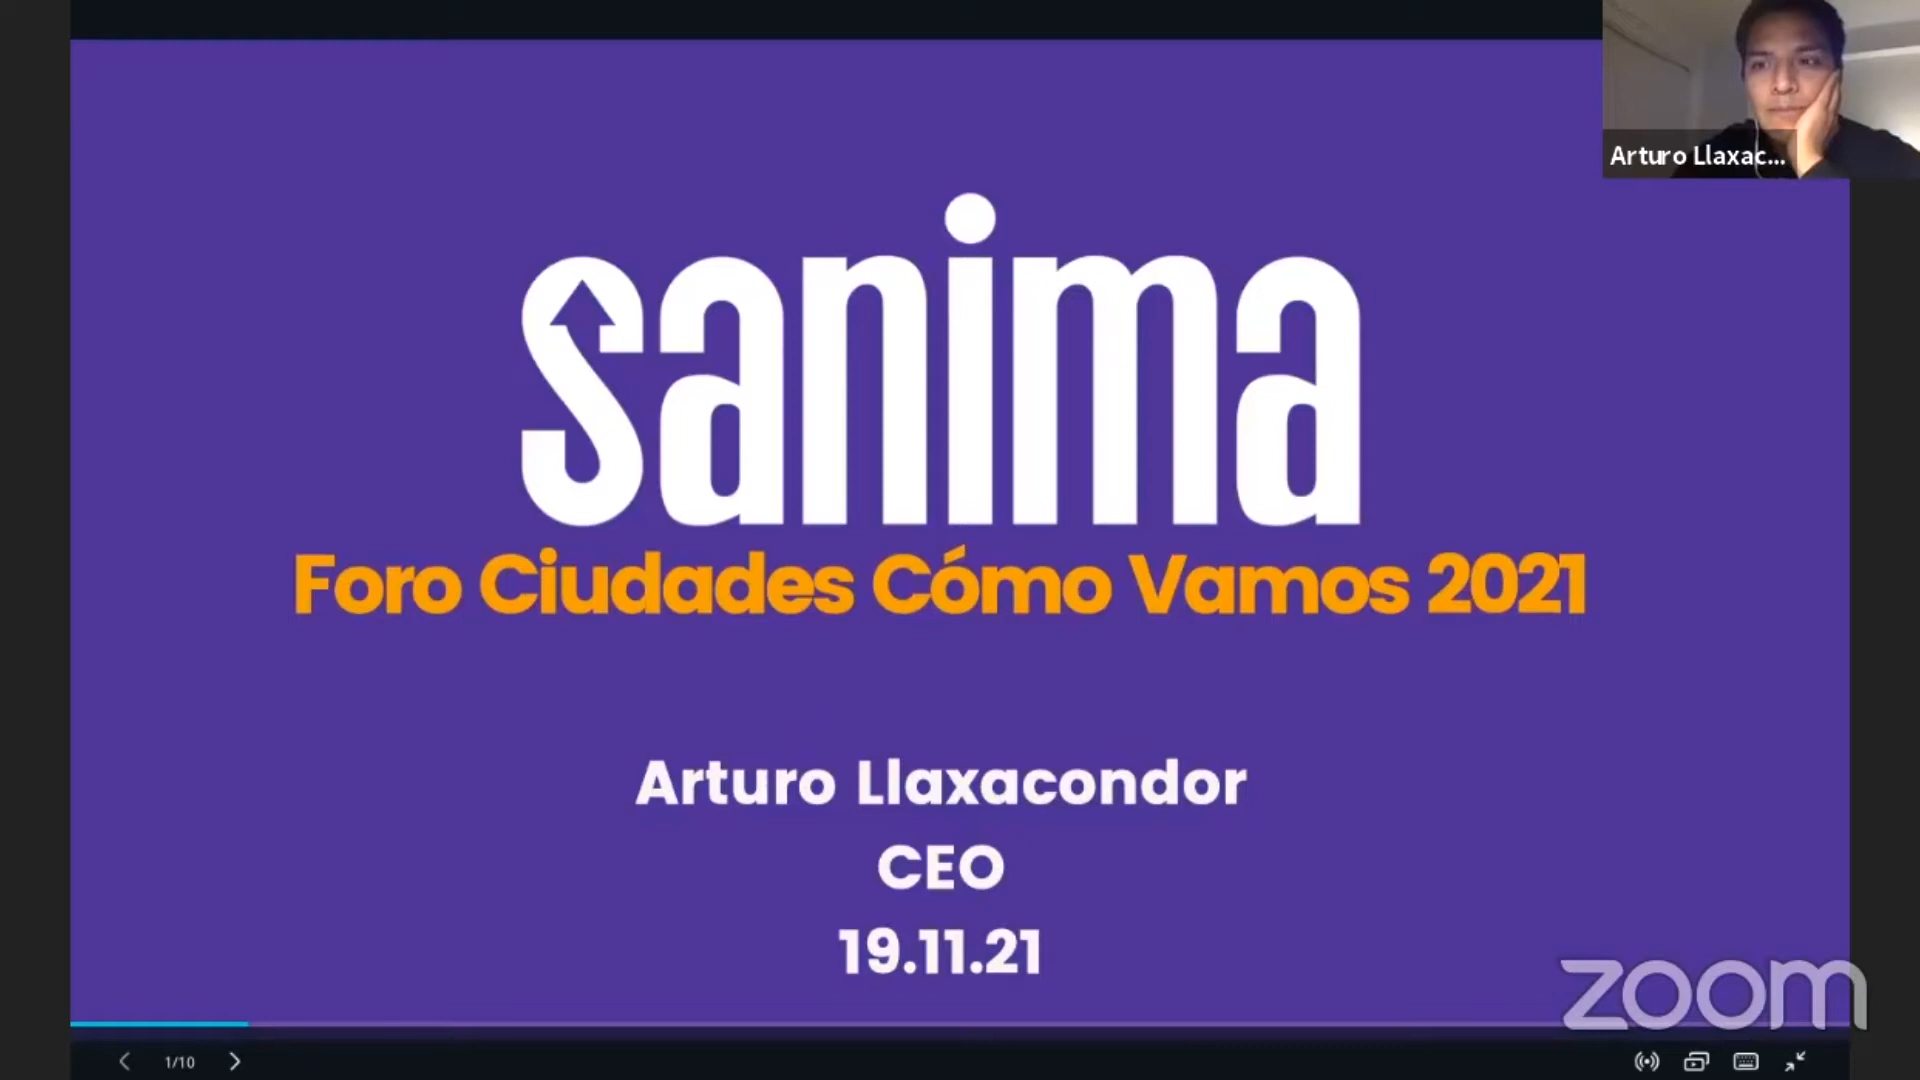 Arturo Llaxac...
sanima
Foro Ciudades Cómo Vamos 2021
Arturo Llaxacondor
CEO
19.11.21
zoom
1/10